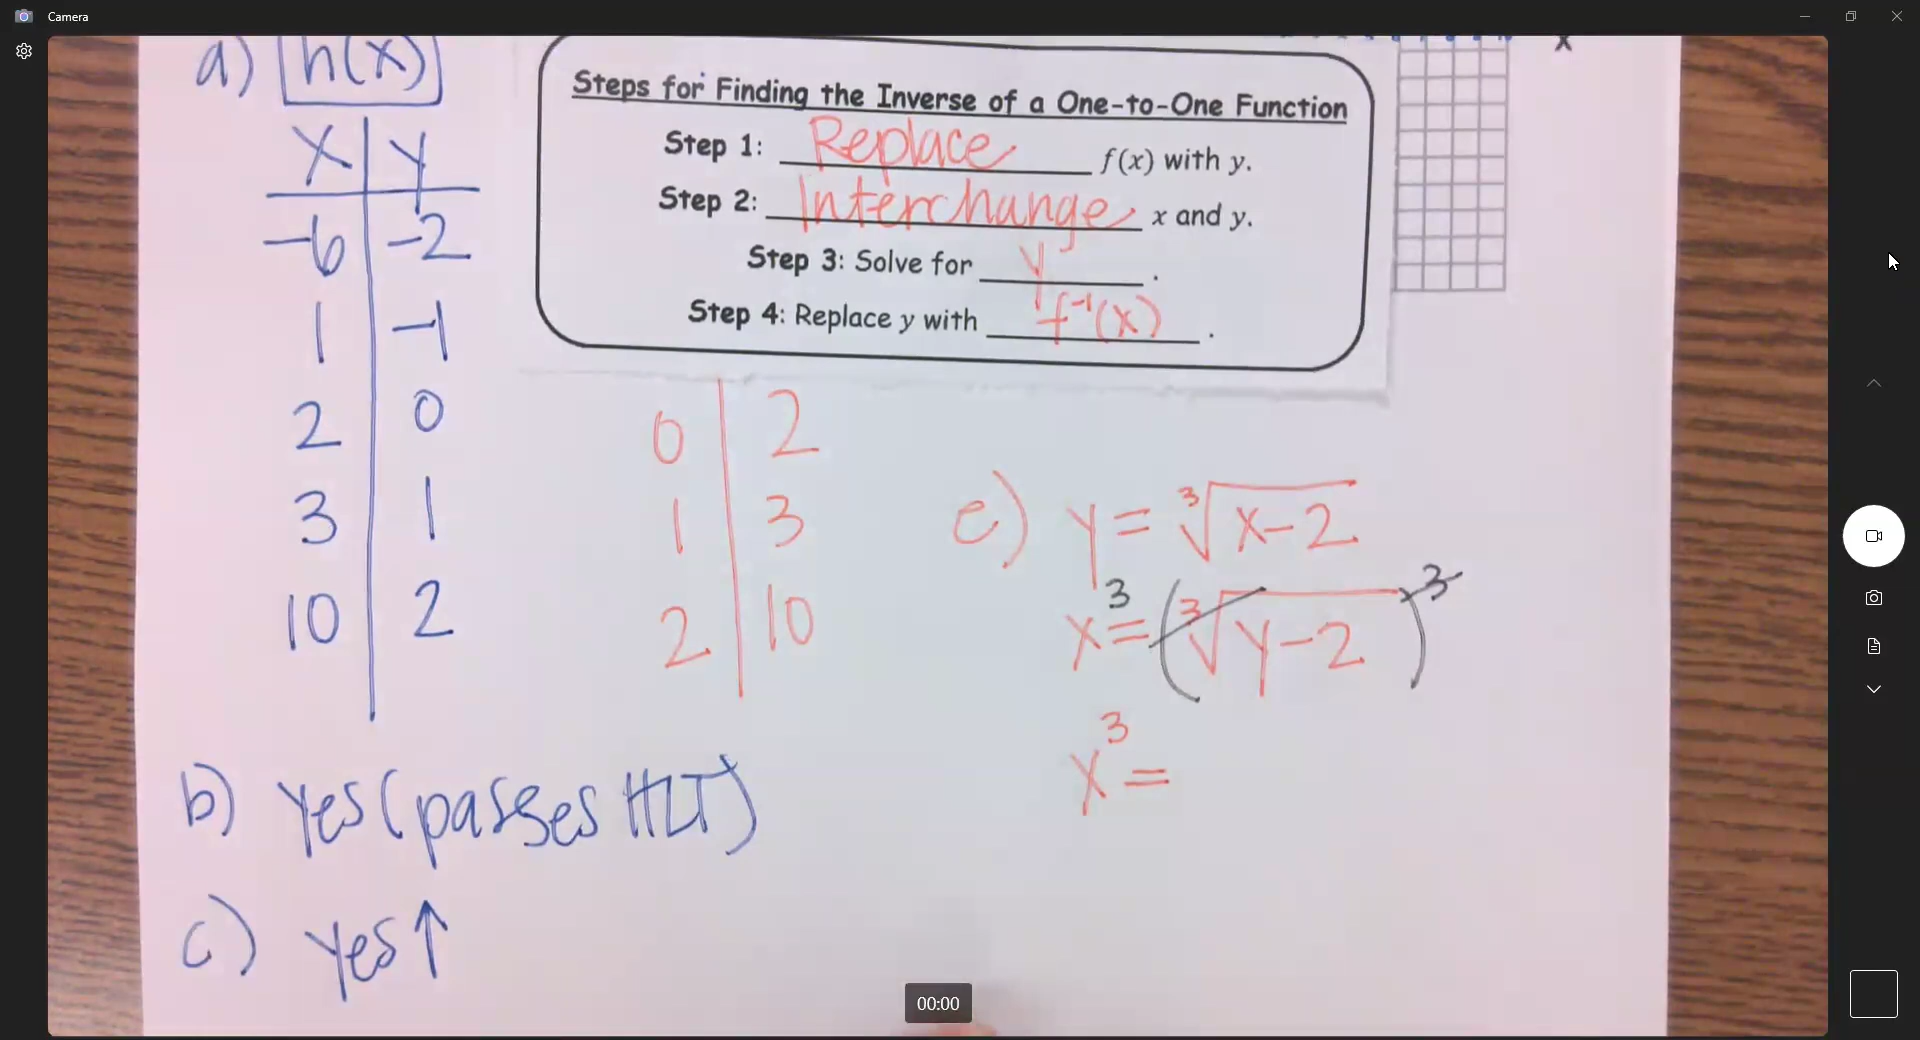 Camera
a) h(x)
x y
-6 -2
1 -1
2 0
3 1
10 2
Steps for Finding the Inverse of a One-to-One Function
Step 1: Replace f(x) with y.
Step 2: Interchange x and y.
Step 3: Solve for y.
Step 4: Replace y with f⁻¹(x).
x
0 2
1 3
2 10
e) y = ∛(x-2)
x³ = (∛(y-2))³
x³ =
b) yes (passes HLT)
c) yes ↑
00:00